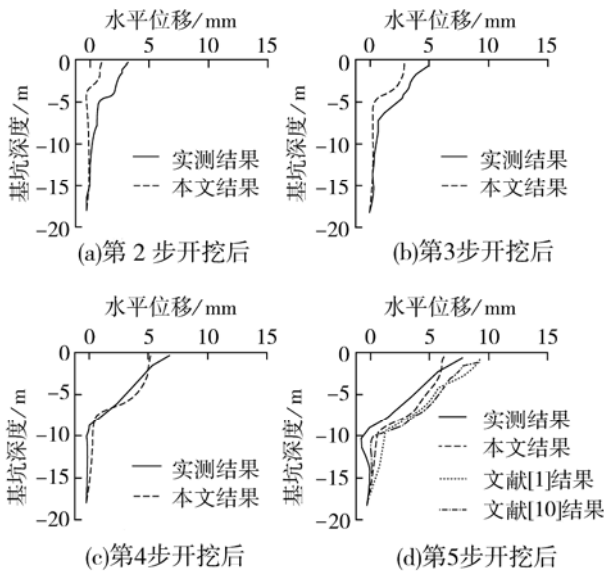 水平位移/mm
0 5 10 15
基坑深度/m
0
-5
-10
-15
-20
实测结果
本文结果
(a)第 2 步开挖后
水平位移/mm
0 5 10 15
基坑深度/m
0
-5
-10
-15
-20
实测结果
本文结果
(b)第3步开挖后
水平位移/mm
0 5 10 15
基坑深度/m
0
-5
-10
-15
-20
实测结果
本文结果
(c)第4步开挖后
水平位移/mm
0 5 10 15
基坑深度/m
0
-5
-10
-15
-20
实测结果
本文结果
文献[1]结果
文献[10]结果
(d)第5步开挖后